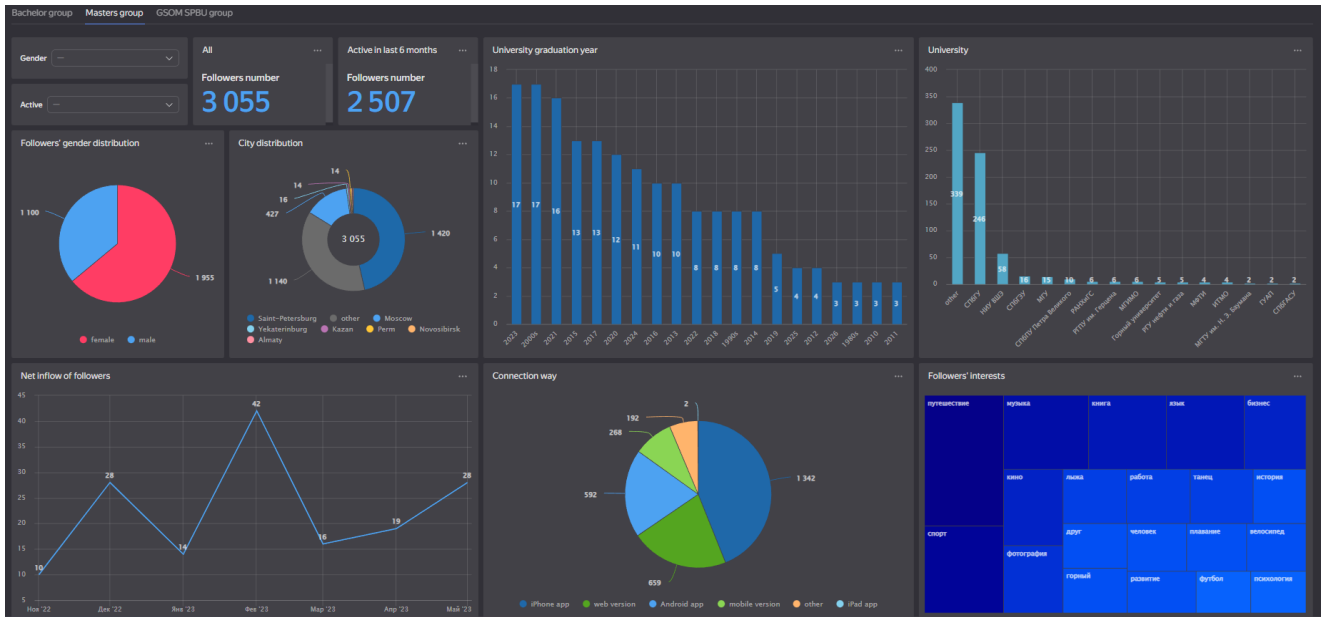 Bachelor group Masters group GSOM SPBU group
Gender —
Active —
All ...
Followers number
3 055
Active in last 6 months ...
Followers number
2 507
Followers' gender distribution ...
1 100
1 955
female male
City distribution ...
14
14
16
427
3 055
1 420
1 140
Saint-Petersburg other Moscow
Yekaterinburg Kazan Perm Novosibirsk
Almaty
University graduation year ...
18
16
14
12
10
8
6
4
2
0
17 17 16 13 13 12 11 10 10 8 8 8 8 5 4 4 3 3 3 3
2023 2000s 2021 2015 2017 2020 2024 2016 2013 2022 2018 1990s 2014 2019 2025 2012 2026 1980s 2010 2011
University ...
400
350
300
250
200
150
100
50
0
339 246 58 16 15 10 6 6 6 5 5 4 4 2 2 2
other СПбГУ НИУ ВШЭ СПбГЭУ МГУ СПбПУ Петра Великого РАНХиГС РГПУ им. Герцена МГИМО Горный университет РГУ нефти и газа МФТИ ИТМО МГТУ им. Н. Э. Баумана ГУАП СПбГАСУ
Net inflow of followers ...
45
40
35
30
25
20
15
10
5
10 28 14 42 16 19 28
Ноя '22 Дек '22 Янв '23 Фев '23 Мар '23 Апр '23 Май '23
Connection way ...
2
192
268
592
1 342
659
iPhone app web version Android app mobile version other iPad app
Followers' interests ...
путешествие музыка книга язык бизнес
кино лыжа работа танец история
спорт друг человек плавание велосипед
фотография
горный развитие футбол психология